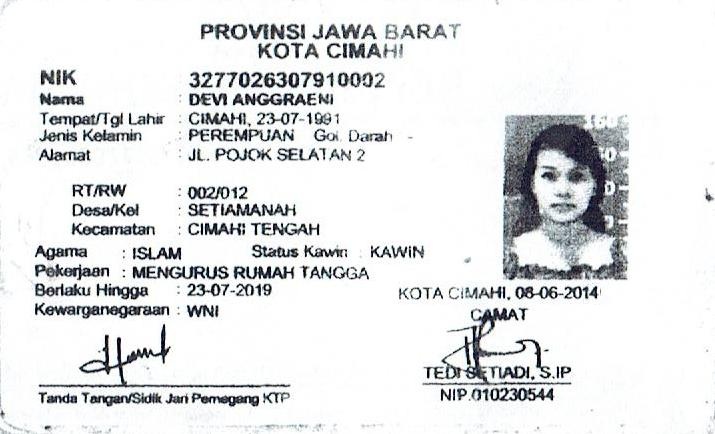 PROVINSI JAWA BARAT
KOTA CIMAHI
NIK 3277026307910002
Nama : DEVI ANGGRAENI
Tempat/Tgl Lahir : CIMAHI, 23-07-1991
Jenis Kelamin : PEREMPUAN Gol. Darah -
Alamat : JL. POJOK SELATAN 2
RT/RW : 002/012
Desa/Kel : SETIAMANAH
Kecamatan : CIMAHI TENGAH
Agama : ISLAM Status Kawin : KAWIN
Pekerjaan : MENGURUS RUMAH TANGGA
Berlaku Hingga : 23-07-2019
Kewarganegaraan : WNI
160
KOTA CIMAHI, 08-06-2014
CAMAT
TEDI SETIADI, S.IP
NIP.010230544
Tanda Tangan/Sidik Jari Pemegang KTP